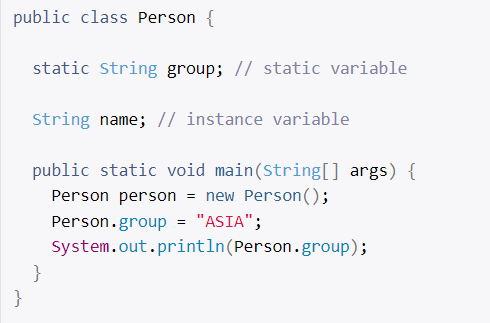 public class Person {
static String group; // static variable
String name; // instance variable
public static void main(String[] args) {
Person person = new Person();
Person.group = "ASIA";
System.out.println(Person.group);
}
}